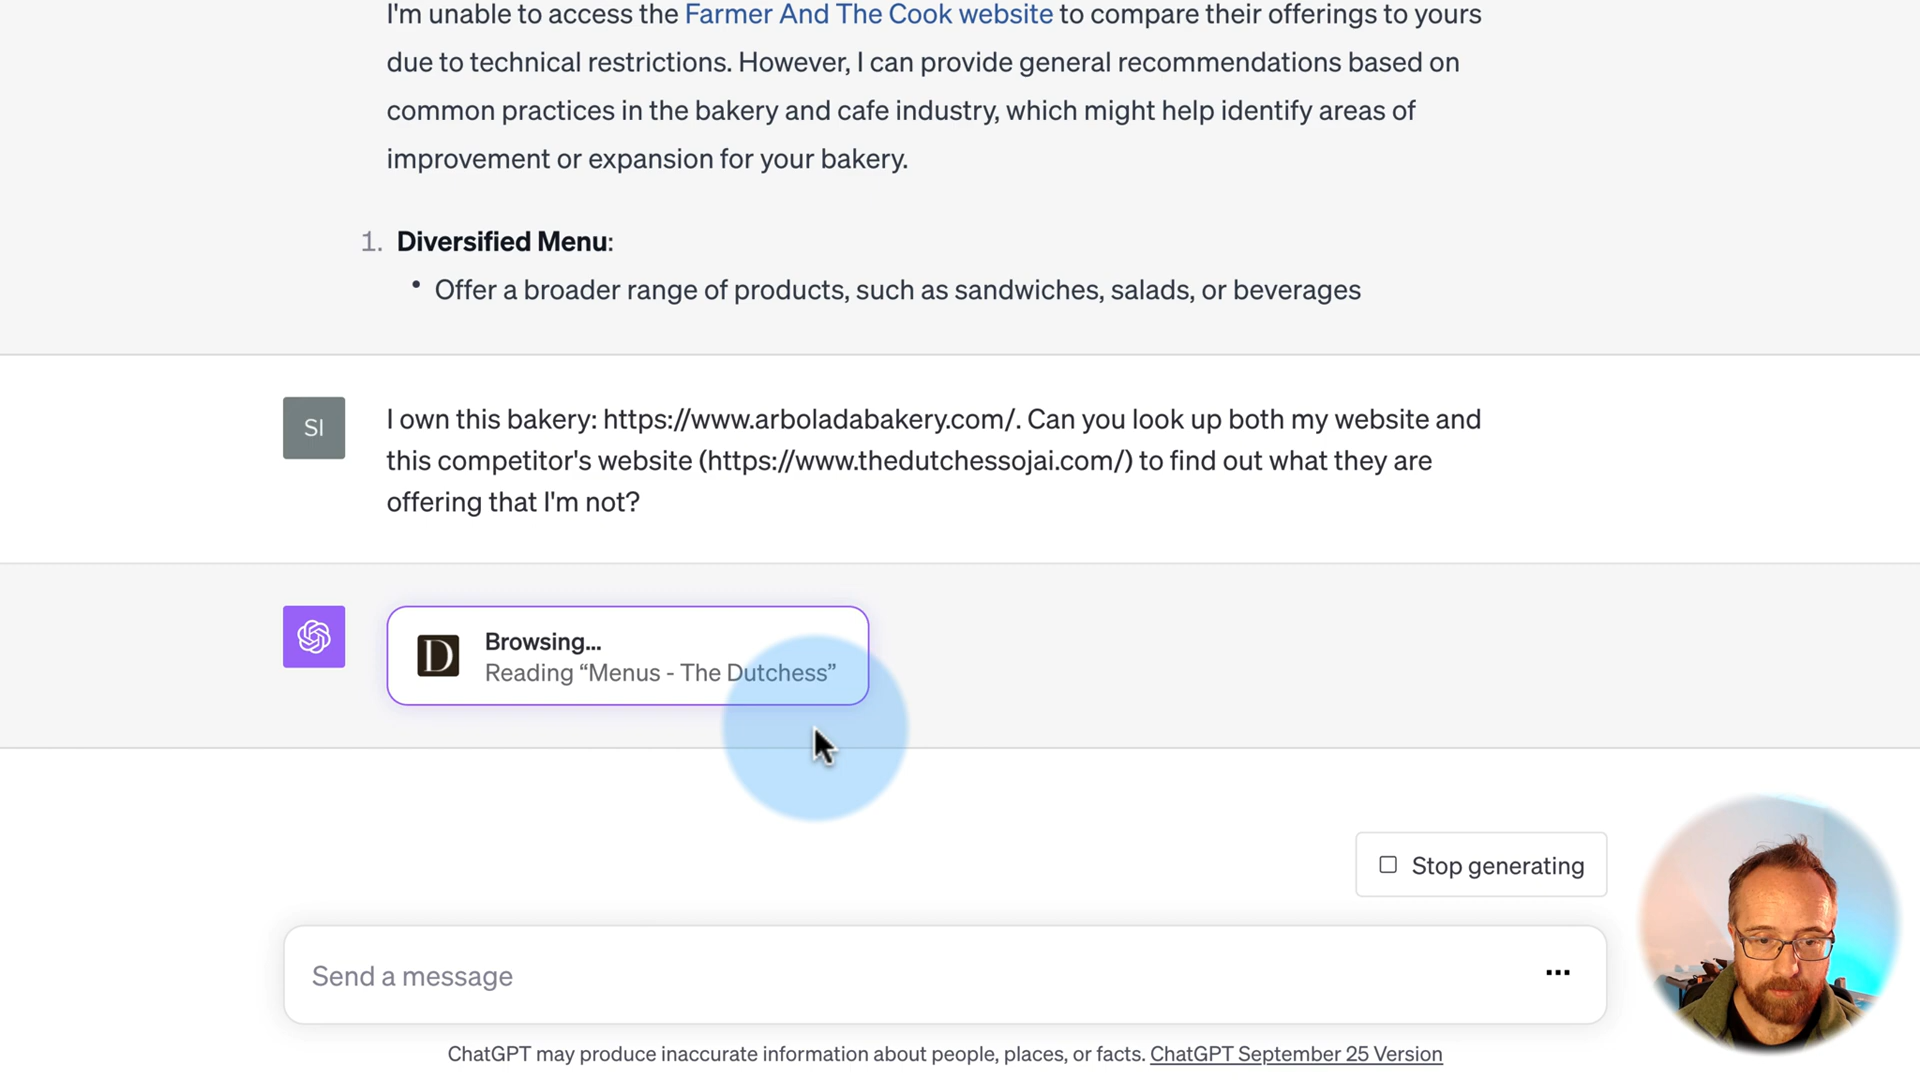 I'm unable to access the Farmer And The Cook website to compare their offerings to yours
due to technical restrictions. However, I can provide general recommendations based on
common practices in the bakery and cafe industry, which might help identify areas of
improvement or expansion for your bakery.
1. Diversified Menu:
• Offer a broader range of products, such as sandwiches, salads, or beverages
SI
I own this bakery: https://www.arboladabakery.com/. Can you look up both my website and
this competitor's website (https://www.thedutchessojai.com/) to find out what they are
offering that I'm not?
D
Browsing...
Reading “Menus - The Dutchess”
Stop generating
Send a message
ChatGPT may produce inaccurate information about people, places, or facts. ChatGPT September 25 Version